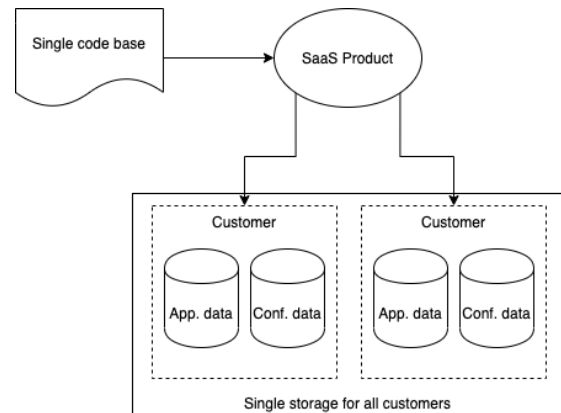 Single code base
SaaS Product
Customer
Customer
App. data
Conf. data
App. data
Conf. data
Single storage for all customers